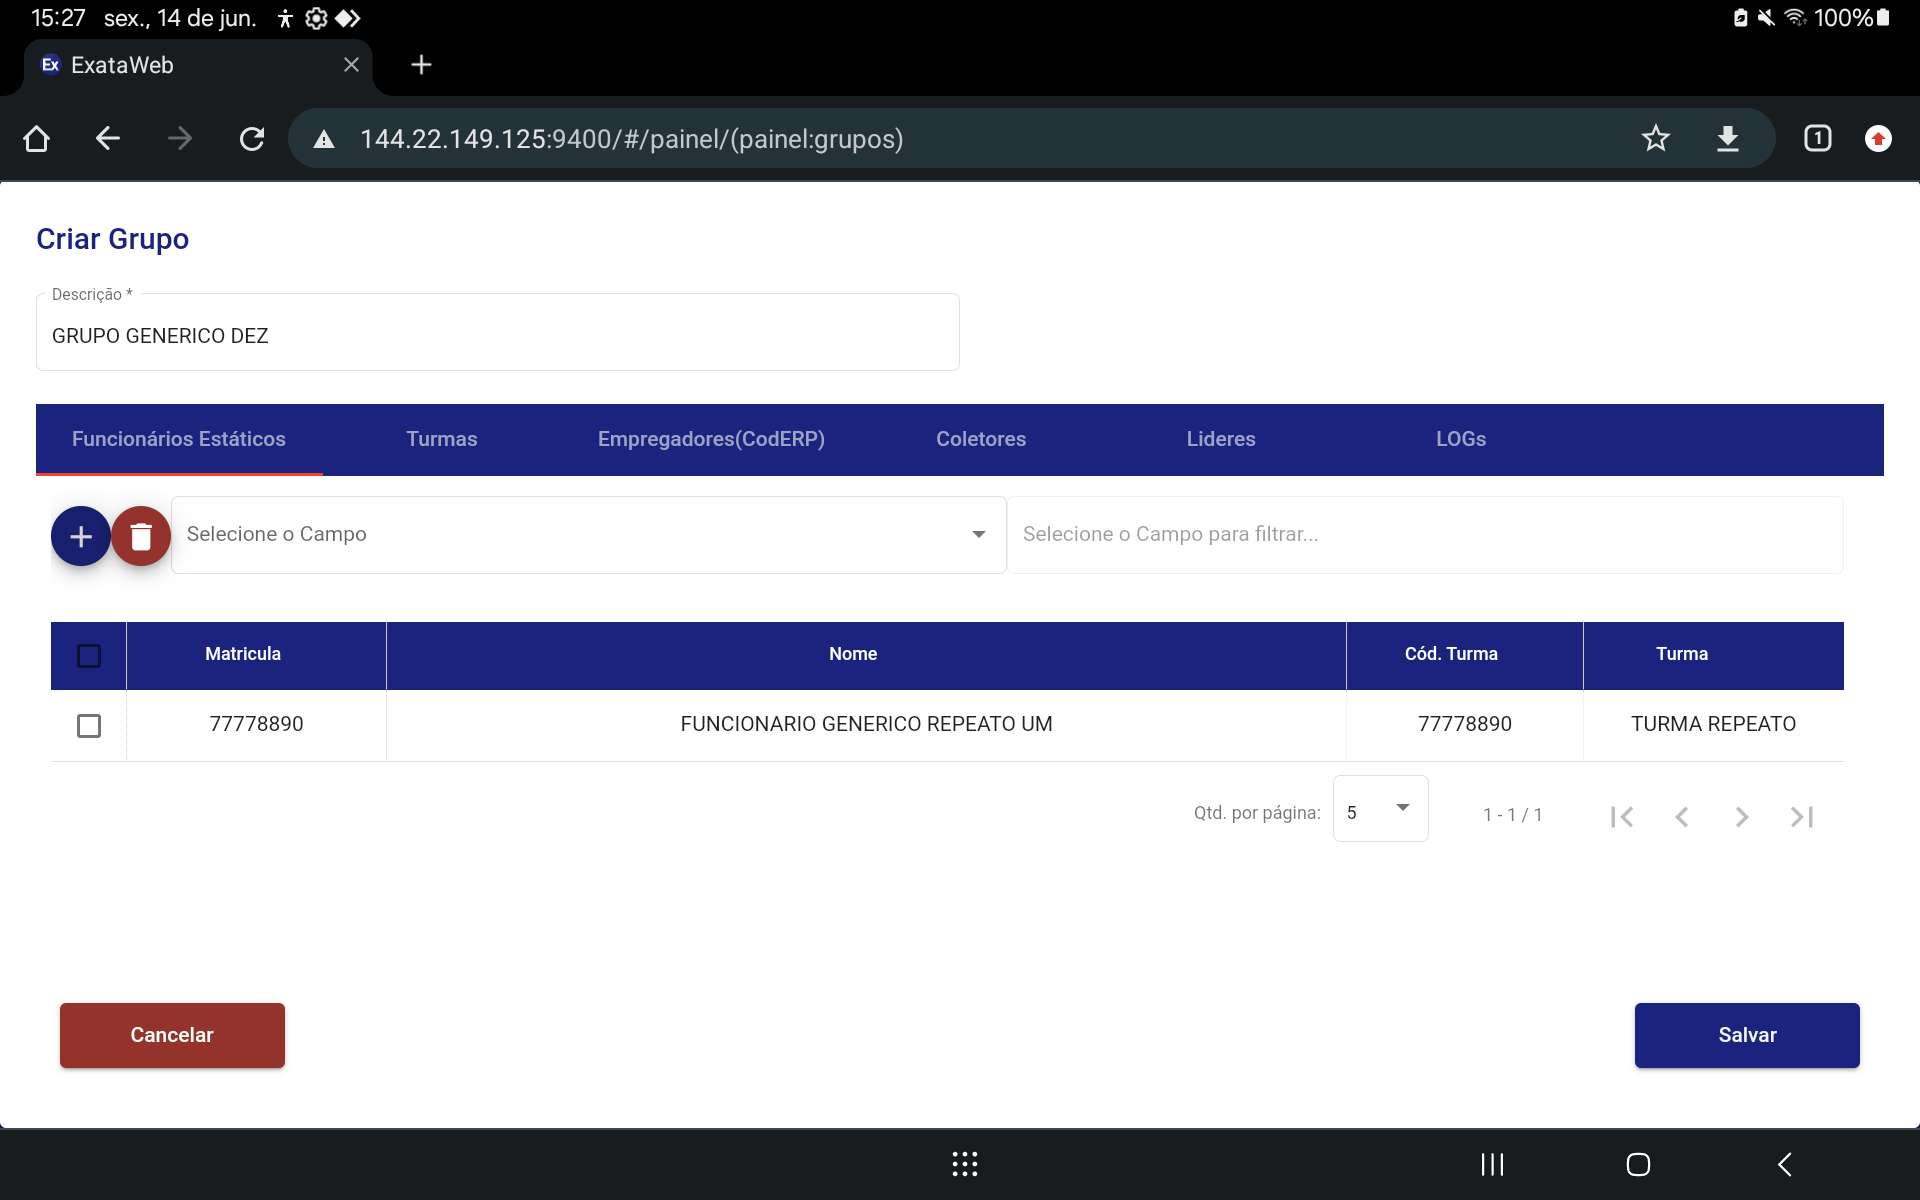 15:27 sex., 14 de jun. 100%
Ex ExataWeb
144.22.149.125:9400/#/painel/(painel:grupos) 1
Criar Grupo
Descrição *
GRUPO GENERICO DEZ
Funcionários Estáticos Turmas Empregadores(CodERP) Coletores Lideres LOGs
Selecione o Campo Selecione o Campo para filtrar...
Matricula Nome Cód. Turma Turma
77778890 FUNCIONARIO GENERICO REPEATO UM 77778890 TURMA REPEATO
Qtd. por página: 5 1 - 1 / 1
Cancelar Salvar